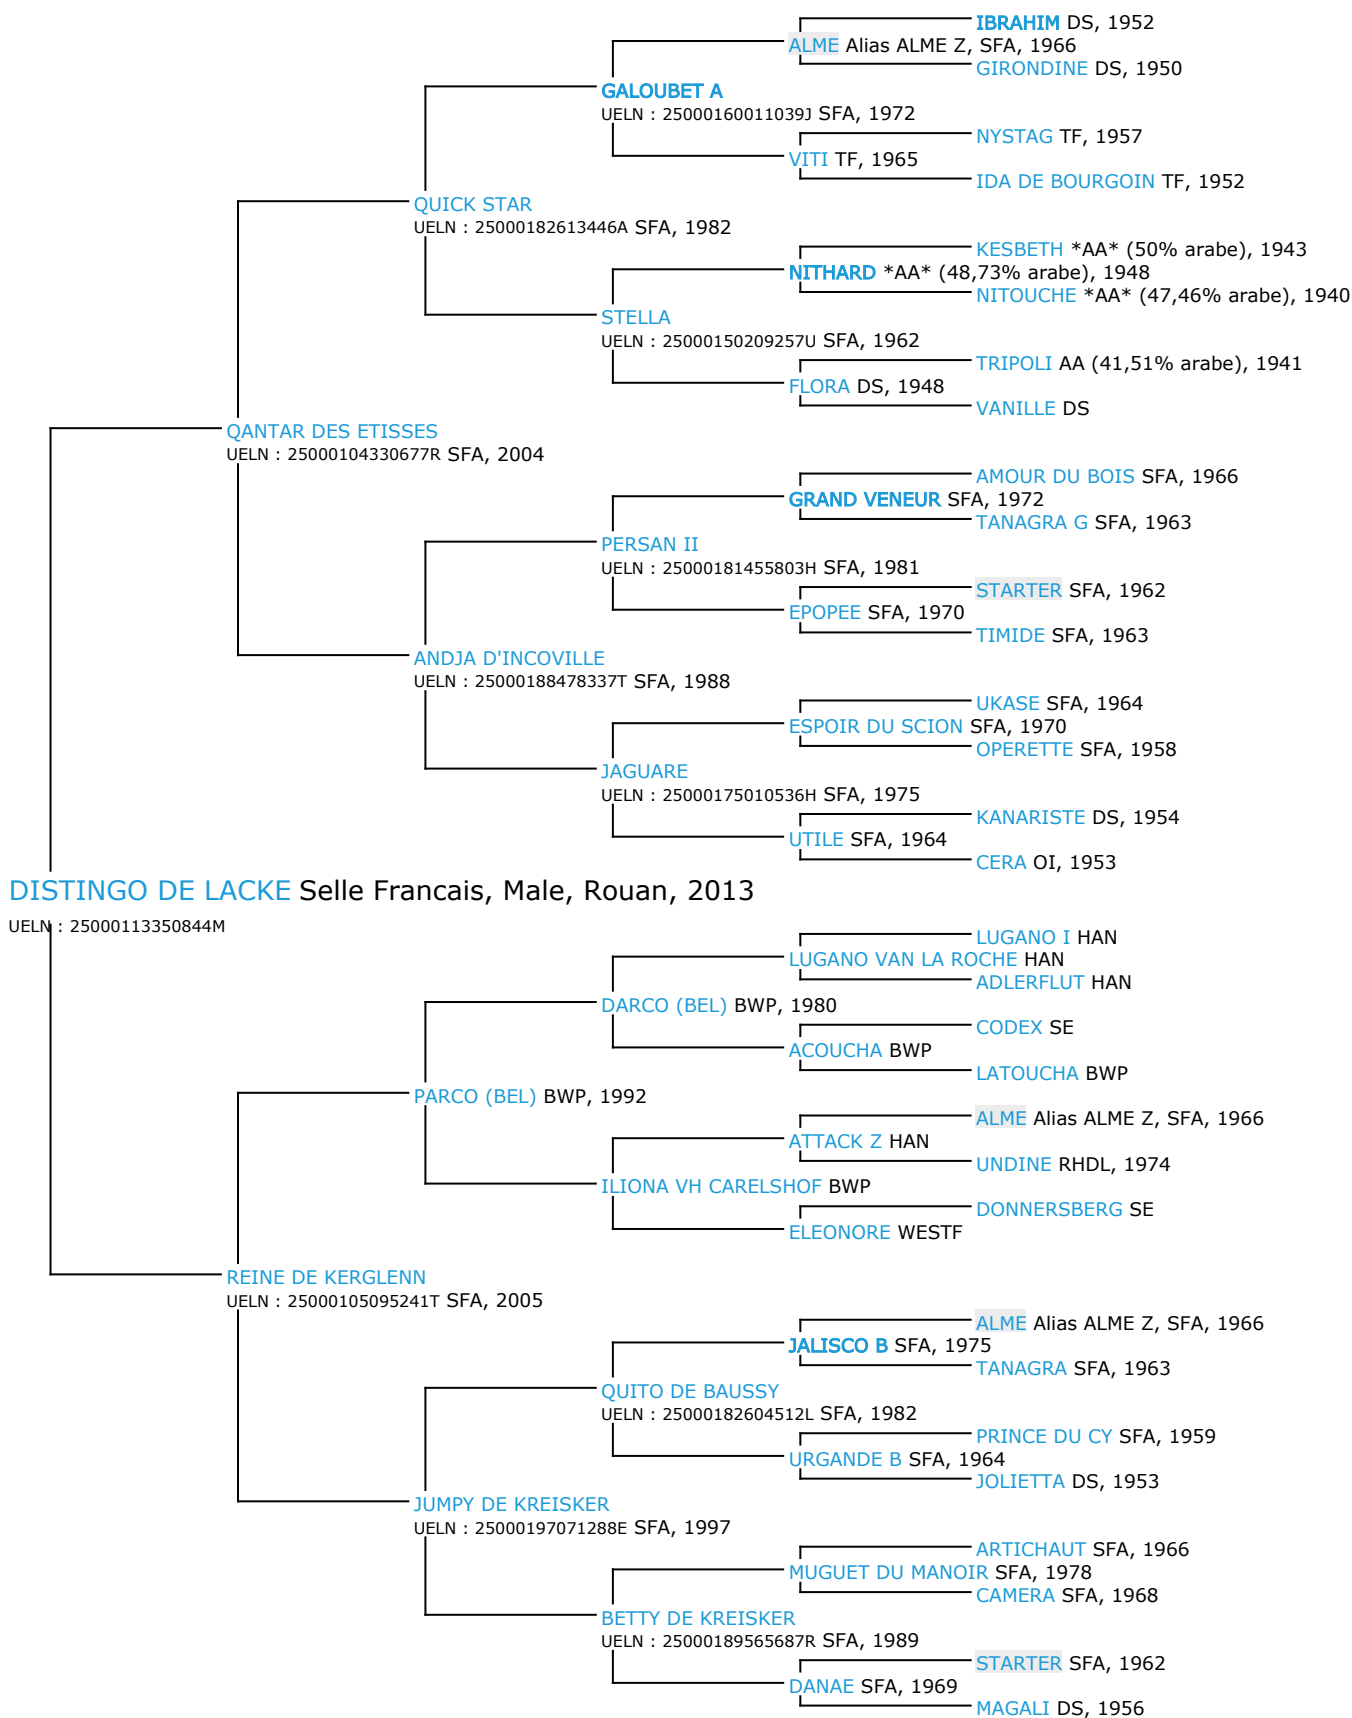 IBRAHIM DS, 1952
ALME Alias ALME Z, SFA, 1966
GIRONDINE DS, 1950
GALOUBET A
UELN : 25000160011039J SFA, 1972
NYSTAG TF, 1957
VITI TF, 1965
IDA DE BOURGOIN TF, 1952
QUICK STAR
UELN : 25000182613446A SFA, 1982
KESBETH *AA* (50% arabe), 1943
NITHARD *AA* (48,73% arabe), 1948
NITOUCHE *AA* (47,46% arabe), 1940
STELLA
UELN : 25000150209257U SFA, 1962
TRIPOLI AA (41,51% arabe), 1941
FLORA DS, 1948
VANILLE DS
QANTAR DES ETISSES
UELN : 25000104330677R SFA, 2004
AMOUR DU BOIS SFA, 1966
GRAND VENEUR SFA, 1972
TANAGRA G SFA, 1963
PERSAN II
UELN : 25000181455803H SFA, 1981
STARTER SFA, 1962
EPOPEE SFA, 1970
TIMIDE SFA, 1963
ANDJA D'INCOVILLE
UELN : 25000188478337T SFA, 1988
UKASE SFA, 1964
ESPOIR DU SCION SFA, 1970
OPERETTE SFA, 1958
JAGUARE
UELN : 25000175010536H SFA, 1975
KANARISTE DS, 1954
UTILE SFA, 1964
CERA OI, 1953
DISTINGO DE LACKE Selle Francais, Male, Rouan, 2013
UELN : 25000113350844M
LUGANO I HAN
LUGANO VAN LA ROCHE HAN
ADLERFLUT HAN
DARCO (BEL) BWP, 1980
CODEX SE
ACOUCHA BWP
LATOUCHA BWP
PARCO (BEL) BWP, 1992
ALME Alias ALME Z, SFA, 1966
ATTACK Z HAN
UNDINE RHDL, 1974
ILIONA VH CARELSHOF BWP
DONNERSBERG SE
ELEONORE WESTF
REINE DE KERGLENN
UELN : 25000105095241T SFA, 2005
ALME Alias ALME Z, SFA, 1966
JALISCO B SFA, 1975
TANAGRA SFA, 1963
QUITO DE BAUSSY
UELN : 25000182604512L SFA, 1982
PRINCE DU CY SFA, 1959
URGANDE B SFA, 1964
JOLIETTA DS, 1953
JUMPY DE KREISKER
UELN : 25000197071288E SFA, 1997
ARTICHAUT SFA, 1966
MUGUET DU MANOIR SFA, 1978
CAMERA SFA, 1968
BETTY DE KREISKER
UELN : 25000189565687R SFA, 1989
STARTER SFA, 1962
DANAE SFA, 1969
MAGALI DS, 1956